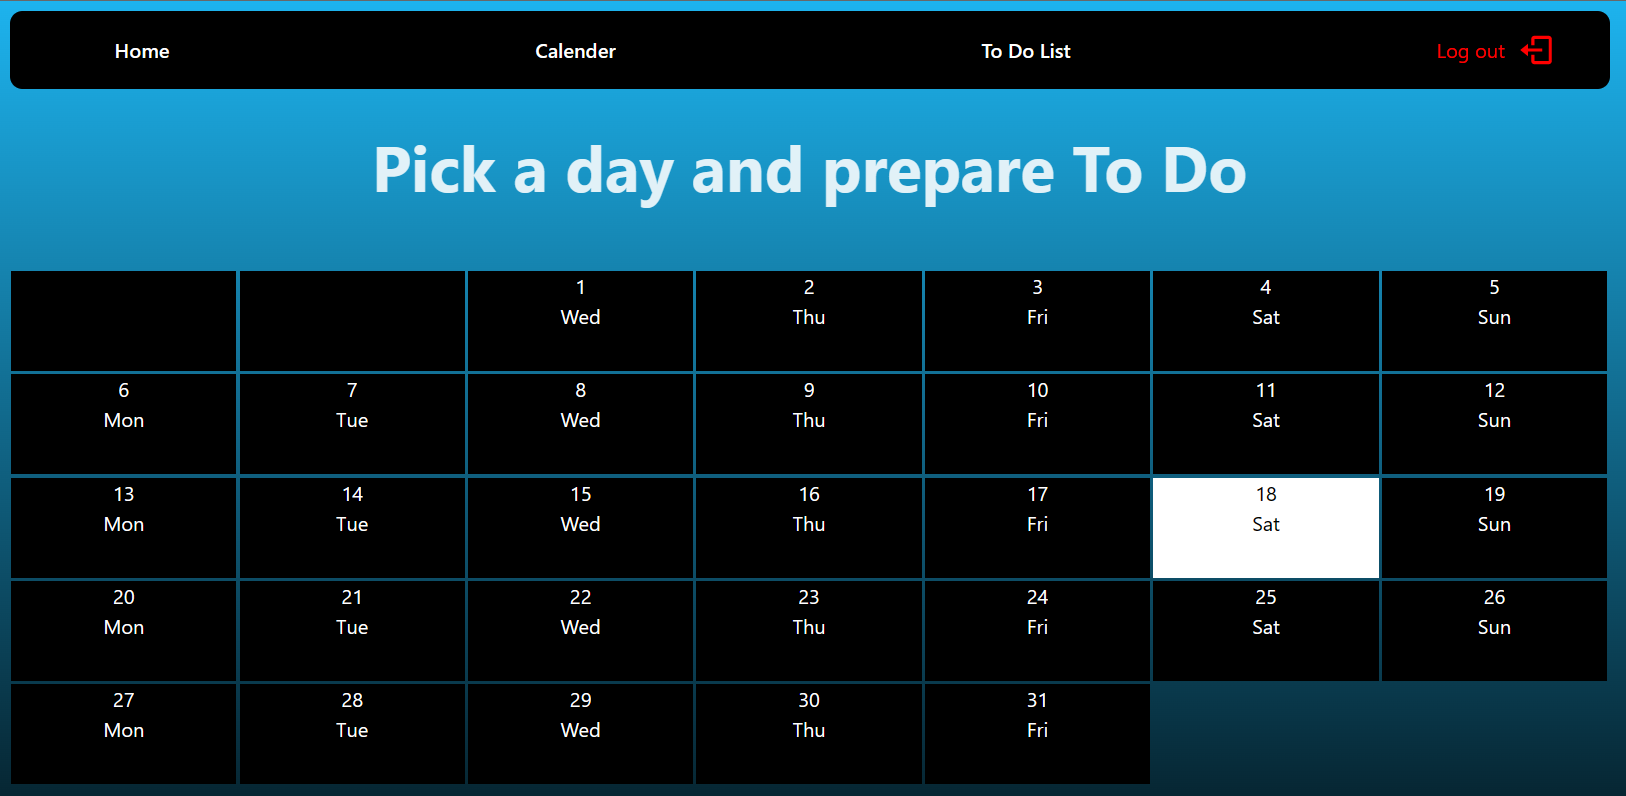 Home Calender To Do List Log out
Pick a day and prepare To Do
1 2 3 4 5
Wed Thu Fri Sat Sun
6 7 8 9 10 11 12
Mon Tue Wed Thu Fri Sat Sun
13 14 15 16 17 18 19
Mon Tue Wed Thu Fri Sat Sun
20 21 22 23 24 25 26
Mon Tue Wed Thu Fri Sat Sun
27 28 29 30 31
Mon Tue Wed Thu Fri